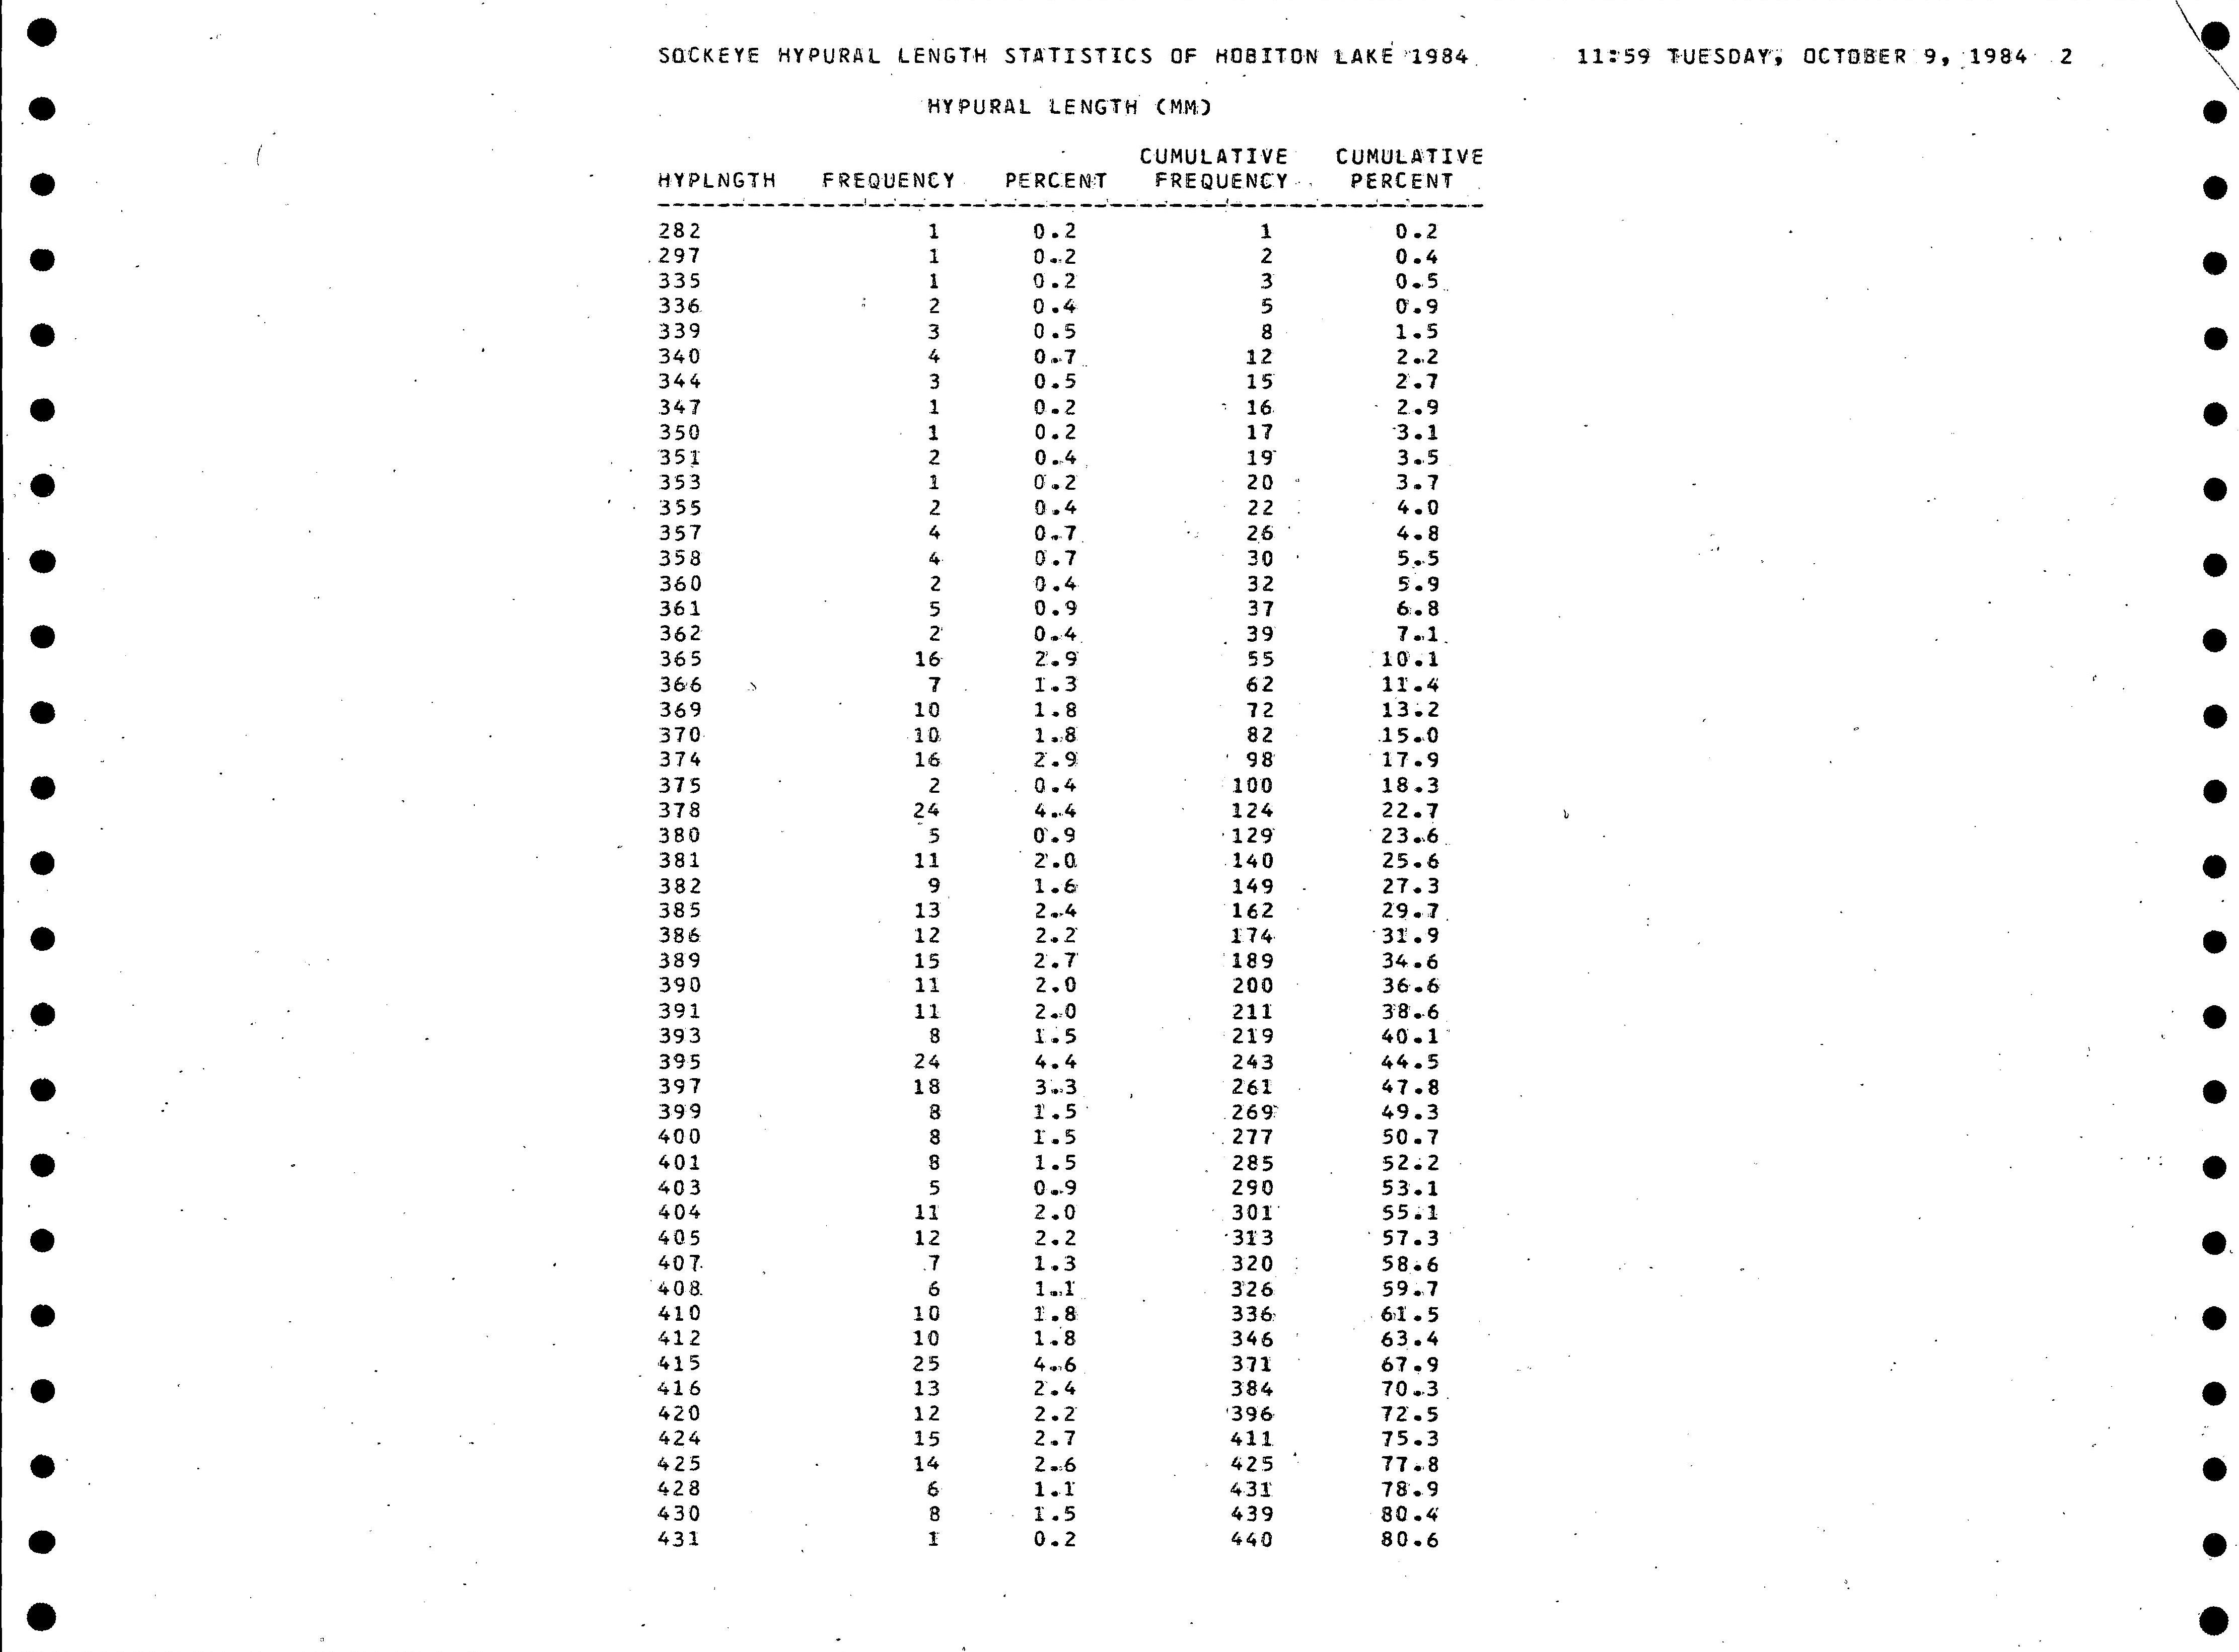 SOCKEYE HYPURAL LENGTH STATISTICS OF HOBITON LAKE 1984 11:59 TUESDAY, OCTOBER 9, 1984 2
HYPURAL LENGTH (MM)
CUMULATIVE CUMULATIVE
HYPLNGTH FREQUENCY PERCENT FREQUENCY PERCENT
282 1 0.2 1 0.2
297 1 0.2 2 0.4
335 1 0.2 3 0.5
336 2 0.4 5 0.9
339 3 0.5 8 1.5
340 4 0.7 12 2.2
344 3 0.5 15 2.7
347 1 0.2 16 2.9
350 1 0.2 17 3.1
351 2 0.4 19 3.5
353 1 0.2 20 3.7
355 2 0.4 22 4.0
357 4 0.7 26 4.8
358 4 0.7 30 5.5
360 2 0.4 32 5.9
361 5 0.9 37 6.8
362 2 0.4 39 7.1
365 16 2.9 55 10.1
366 7 1.3 62 11.4
369 10 1.8 72 13.2
370 10 1.8 82 15.0
374 16 2.9 98 17.9
375 2 0.4 100 18.3
378 24 4.4 124 22.7
380 5 0.9 129 23.6
381 11 2.0 140 25.6
382 9 1.6 149 27.3
385 13 2.4 162 29.7
386 12 2.2 174 31.9
389 15 2.7 189 34.6
390 11 2.0 200 36.6
391 11 2.0 211 38.6
393 8 1.5 219 40.1
395 24 4.4 243 44.5
397 18 3.3 261 47.8
399 8 1.5 269 49.3
400 8 1.5 277 50.7
401 8 1.5 285 52.2
403 5 0.9 290 53.1
404 11 2.0 301 55.1
405 12 2.2 313 57.3
407 7 1.3 320 58.6
408 6 1.1 326 59.7
410 10 1.8 336 61.5
412 10 1.8 346 63.4
415 25 4.6 371 67.9
416 13 2.4 384 70.3
420 12 2.2 396 72.5
424 15 2.7 411 75.3
425 14 2.6 425 77.8
428 6 1.1 431 78.9
430 8 1.5 439 80.4
431 1 0.2 440 80.6